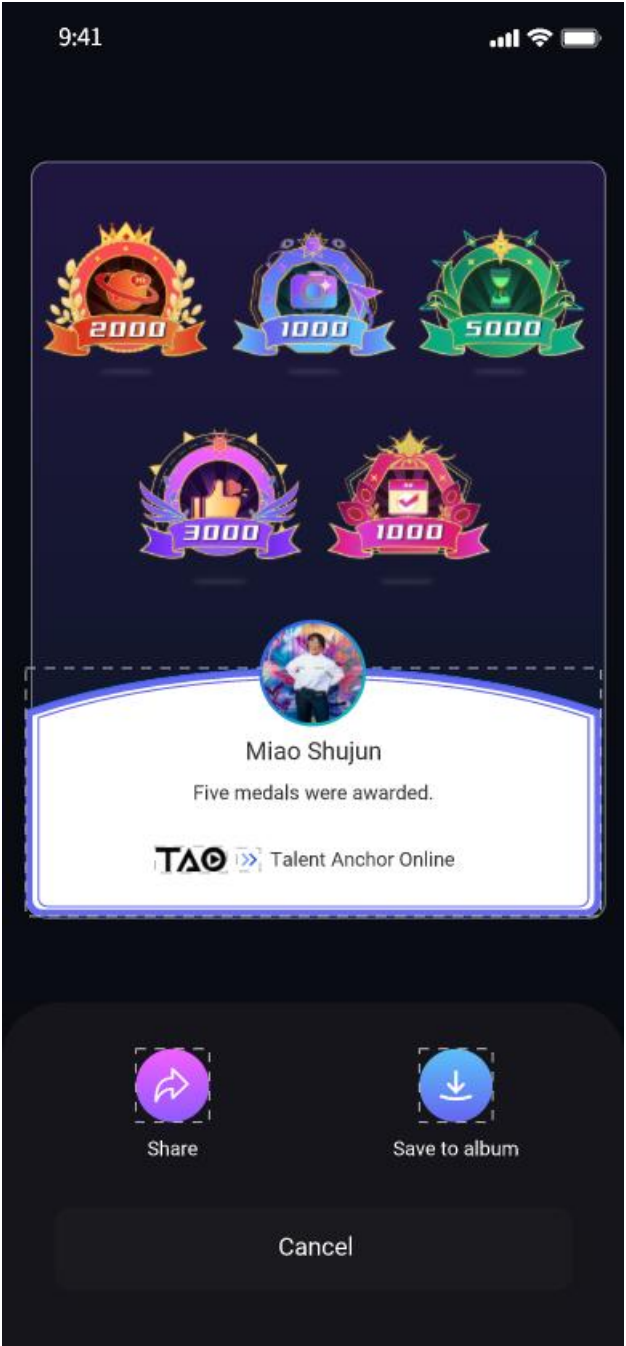 9:41
2000
1000
5000
3000
1000
Miao Shujun
Five medals were awarded.
TAO >> Talent Anchor Online
Share
Save to album
Cancel